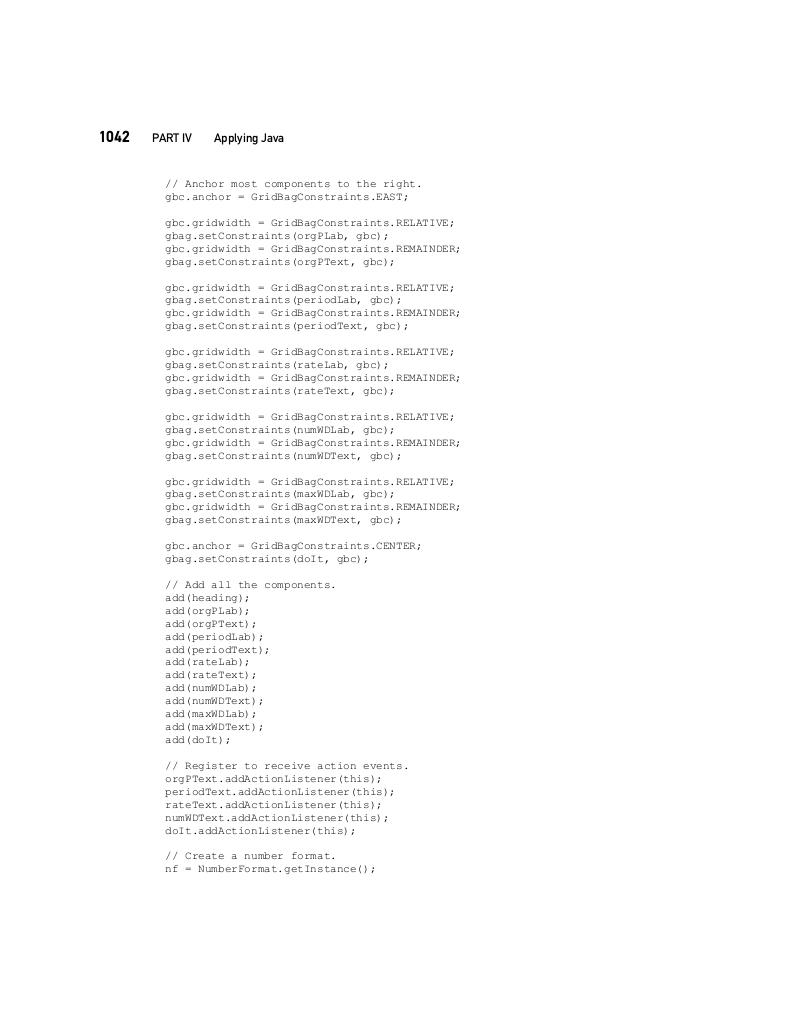 1042 PART IV Applying Java
// Anchor most components to the right.
gbc.anchor = GridBagConstraints.EAST;
gbc.gridwidth = GridBagConstraints.RELATIVE;
gbag.setConstraints(orgPLab, gbc);
gbc.gridwidth = GridBagConstraints.REMAINDER;
gbag.setConstraints(orgPText, gbc);
gbc.gridwidth = GridBagConstraints.RELATIVE;
gbag.setConstraints(periodLab, gbc);
gbc.gridwidth = GridBagConstraints.REMAINDER;
gbag.setConstraints(periodText, gbc);
gbc.gridwidth = GridBagConstraints.RELATIVE;
gbag.setConstraints(rateLab, gbc);
gbc.gridwidth = GridBagConstraints.REMAINDER;
gbag.setConstraints(rateText, gbc);
gbc.gridwidth = GridBagConstraints.RELATIVE;
gbag.setConstraints(numWDLab, gbc);
gbc.gridwidth = GridBagConstraints.REMAINDER;
gbag.setConstraints(numWDText, gbc);
gbc.gridwidth = GridBagConstraints.RELATIVE;
gbag.setConstraints(maxWDLab, gbc);
gbc.gridwidth = GridBagConstraints.REMAINDER;
gbag.setConstraints(maxWDText, gbc);
gbc.anchor = GridBagConstraints.CENTER;
gbag.setConstraints(doIt, gbc);
// Add all the components.
add(heading);
add(orgPLab);
add(orgPText);
add(periodLab);
add(periodText);
add(rateLab);
add(rateText);
add(numWDLab);
add(numWDText);
add(maxWDLab);
add(maxWDText);
add(doIt);
// Register to receive action events.
orgPText.addActionListener(this);
periodText.addActionListener(this);
rateText.addActionListener(this);
numWDText.addActionListener(this);
doIt.addActionListener(this);
// Create a number format.
nf = NumberFormat.getInstance();